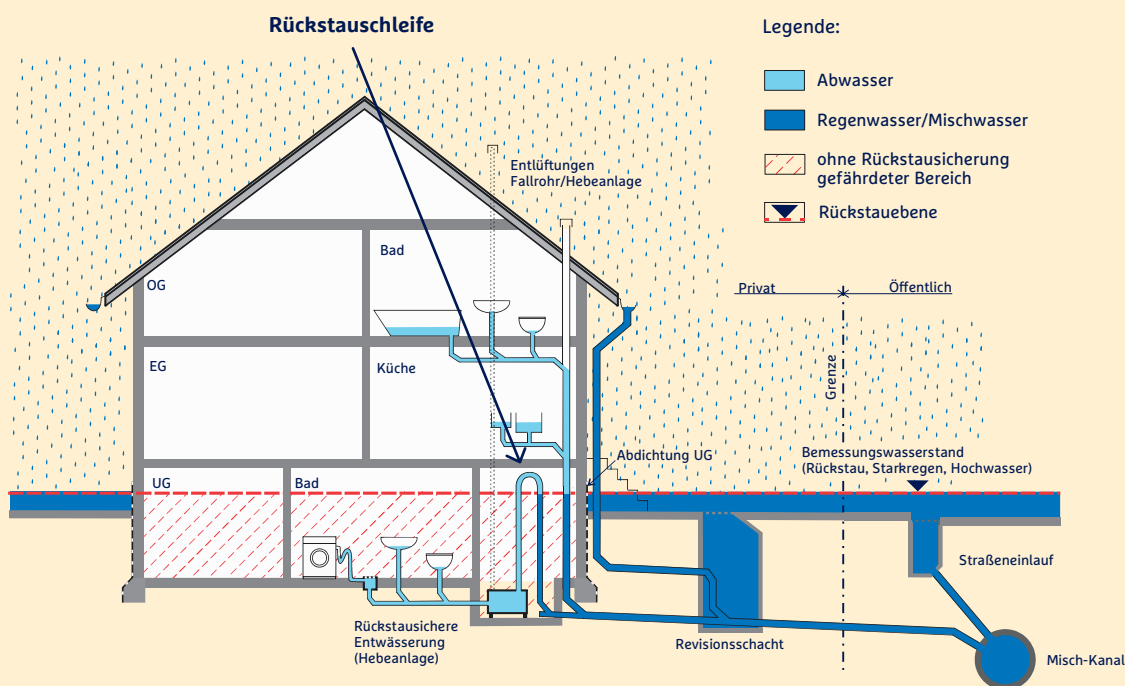 Rückstauschleife
Legende:
Abwasser
Regenwasser/Mischwasser
ohne Rückstausicherung
gefährdeter Bereich
Rückstauebene
Entlüftungen
Fallrohr/Hebeanlage
Bad
OG
Privat
Öffentlich
Grenze
EG
Küche
Abdichtung UG
Bemessungswasserstand
(Rückstau, Starkregen, Hochwasser)
UG
Bad
Straßeneinlauf
Rückstausichere
Entwässerung
(Hebeanlage)
Revisionsschacht
Misch-Kanal